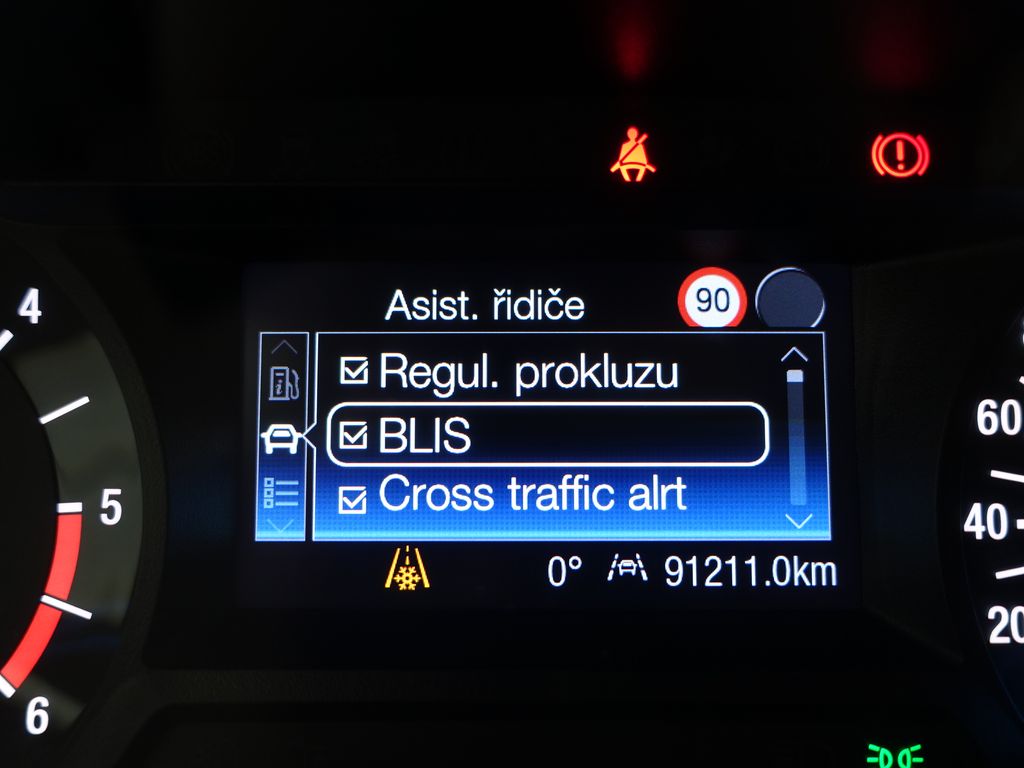 Asist. řidiče
90
Regul. prokluzu
BLIS
Cross traffic alrt
0° 91211.0km
4
5
6
60
40
20